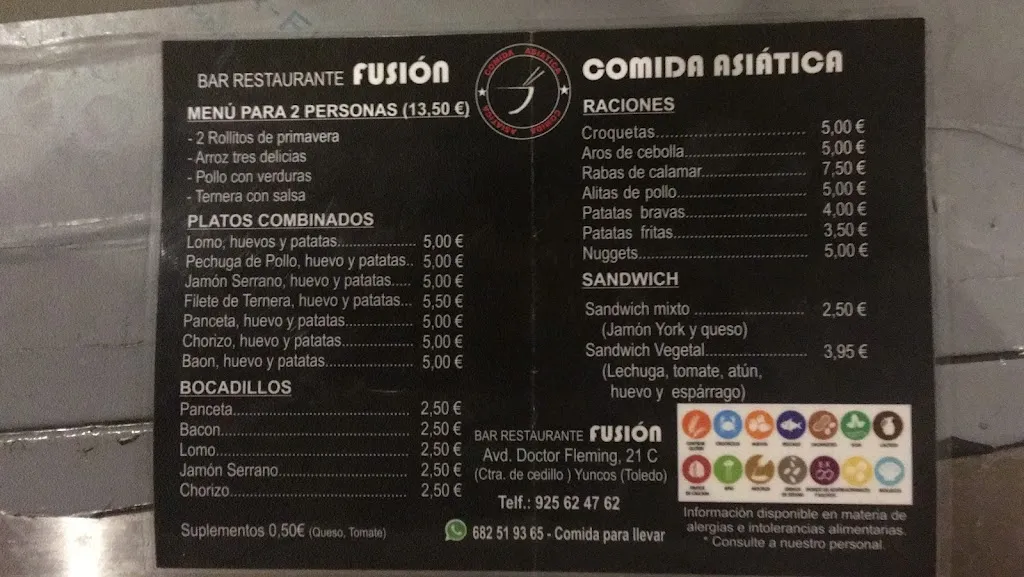 BAR RESTAURANTE FUSIÓN
MENÚ PARA 2 PERSONAS (13,50 €)
- 2 Rollitos de primavera
- Arroz tres delicias
- Pollo con verduras
- Ternera con salsa
PLATOS COMBINADOS
Lomo, huevos y patatas................... 5,00 €
Pechuga de Pollo, huevo y patatas.. 5,00 €
Jamón Serrano, huevo y patatas..... 5,00 €
Filete de Ternera, huevo y patatas... 5,50 €
Panceta, huevo y patatas................. 5,00 €
Chorizo, huevo y patatas.................. 5,00 €
Baon, huevo y patatas...................... 5,00 €
BOCADILLOS
Panceta............................................ 2,50 €
Bacon............................................... 2,50 €
Lomo................................................ 2,50 €
Jamón Serrano................................ 2,50 €
Chorizo............................................. 2,50 €
Suplementos 0,50€ (Queso, Tomate)
COMIDA ASIÁTICA
COMIDA ASIÁTICA
COMIDA ASIÁTICA
RACIONES
Croquetas..................................... 5,00 €
Aros de cebolla.............................. 5,00 €
Rabas de calamar.......................... 7,50 €
Alitas de pollo................................ 5,00 €
Patatas bravas.............................. 4,00 €
Patatas fritas................................. 3,50 €
Nuggets......................................... 5,00 €
SANDWICH
Sandwich mixto ........................... 2,50 €
(Jamón York y queso)
Sandwich Vegetal......................... 3,95 €
(Lechuga, tomate, atún,
huevo y espárrago)
BAR RESTAURANTE FUSIÓN
Avd. Doctor Fleming, 21 C
(Ctra. de cedillo ) Yuncos (Toledo)
Telf.: 925 62 47 62
682 51 93 65 - Comida para llevar
Información disponible en materia de
alergias e intolerancias alimentarias.
* Consulte a nuestro personal.